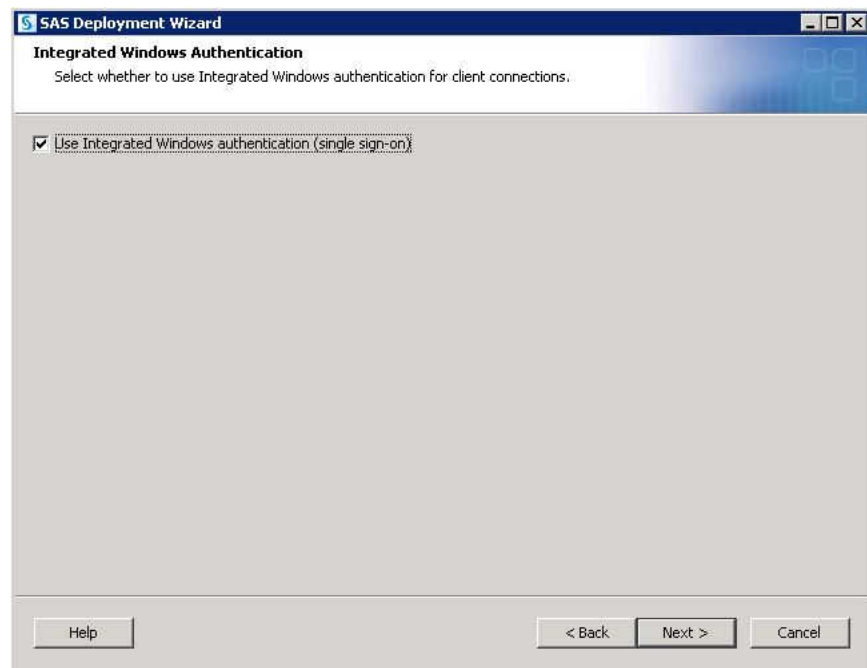 SAS Deployment Wizard
Integrated Windows Authentication
Select whether to use Integrated Windows authentication for client connections.
Use Integrated Windows authentication (single sign-on)
Help
< Back
Next >
Cancel